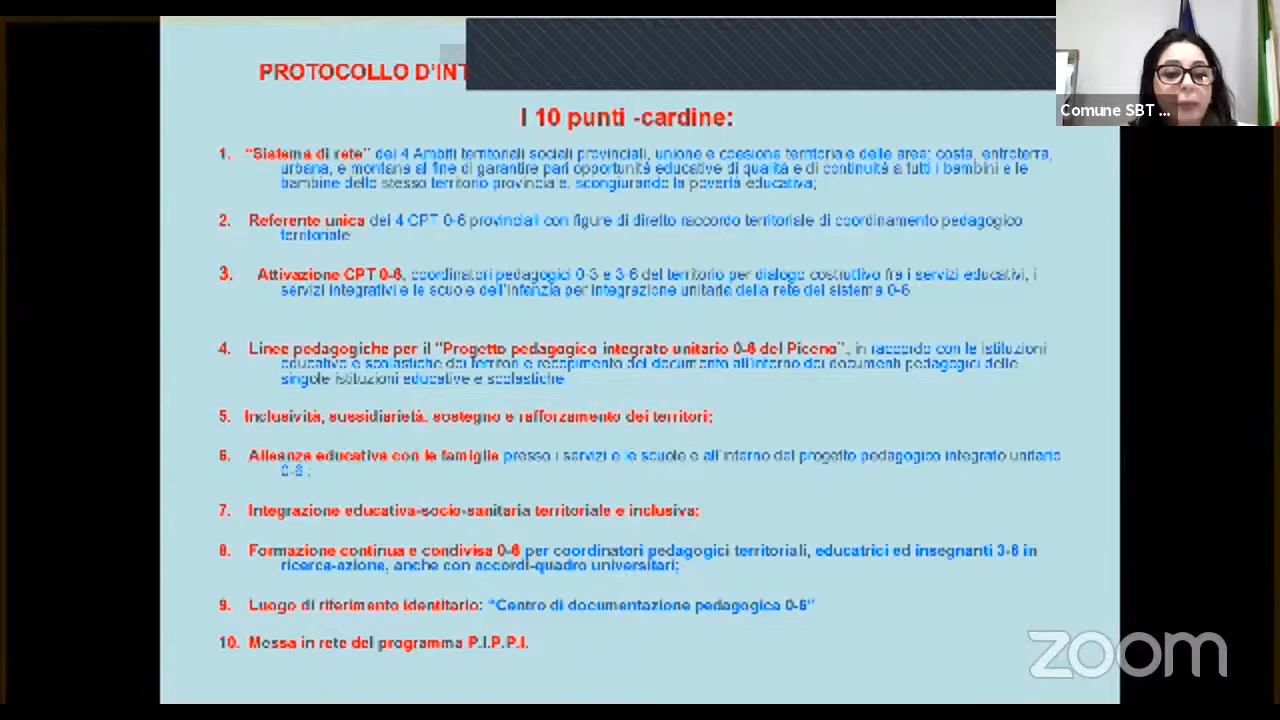 PROTOCOLLO D'INT
I 10 punti -cardine:
Comune SBT ...
1. "Sistema di rete" dei 4 Ambiti territoriali sociali provinciali, unione e coesione territoriale delle aree: costa, entroterra,
urbana, e montana al fine di garantire pari opportunità educative di qualità e di continuità a tutti i bambini e le
bambine dello stesso territorio provinciale, scongiurando la povertà educativa;
2. Referente unica dei 4 CPT 0-6 provinciali con figure di diretto raccordo territoriale di coordinamento pedagogico
territoriale
3. Attivazione CPT 0-6, coordinatori pedagogici 0-3 e 3-6 del territorio per dialogo costruttivo fra i servizi educativi, i
servizi integrativi e le scuole dell'infanzia per integrazione unitaria della rete del sistema 0-6
4. Linee pedagogiche per il "Progetto pedagogico integrato unitario 0-6 del Piceno", in raccordo con le istituzioni
educative e scolastiche dei territori e recepimento del documento all'interno dei documenti pedagogici delle
singole istituzioni educative e scolastiche
5. Inclusività, sussidiarietà, sostegno e rafforzamento dei territori;
6. Alleanza educativa con le famiglie presso i servizi e le scuole e all'interno del progetto pedagogico integrato unitario
0-6 ;
7. Integrazione educativa-socio-sanitaria territoriale e inclusiva;
8. Formazione continua e condivisa 0-6 per coordinatori pedagogici territoriali, educatrici ed insegnanti 3-6 in
ricerca-azione, anche con accordi-quadro universitari;
9. Luogo di riferimento identitario: "Centro di documentazione pedagogica 0-6"
10. Messa in rete del programma P.I.P.P.I.
zoom